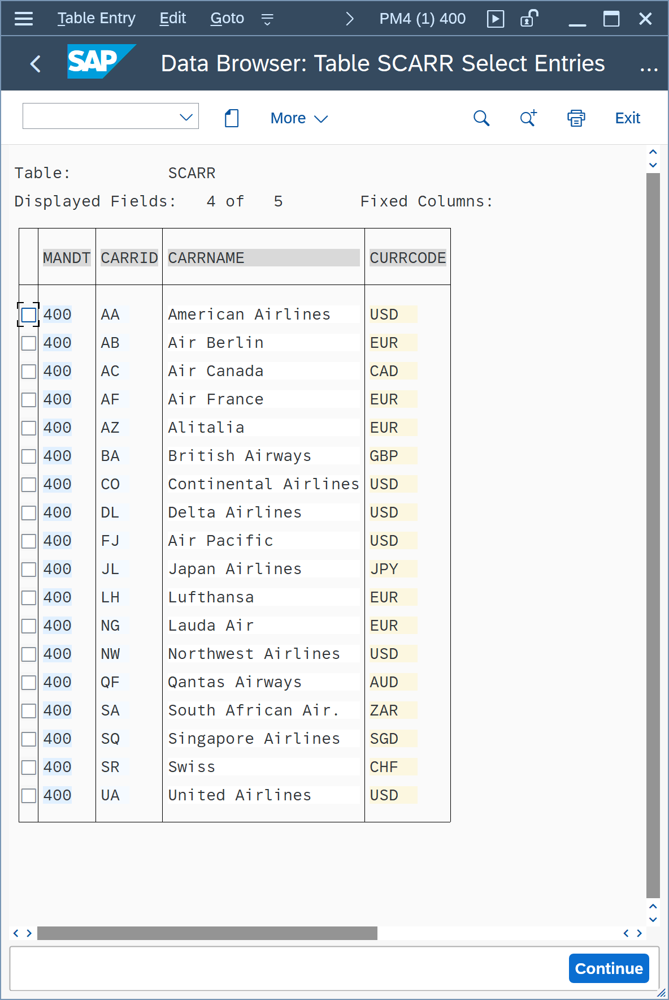 Table Entry Edit Goto PM4 (1) 400
SAP Data Browser: Table SCARR Select Entries ...
More Exit
Table: SCARR
Displayed Fields: 4 of 5 Fixed Columns:
MANDT CARRID CARRNAME CURRCODE
400 AA American Airlines USD
400 AB Air Berlin EUR
400 AC Air Canada CAD
400 AF Air France EUR
400 AZ Alitalia EUR
400 BA British Airways GBP
400 CO Continental Airlines USD
400 DL Delta Airlines USD
400 FJ Air Pacific USD
400 JL Japan Airlines JPY
400 LH Lufthansa EUR
400 NG Lauda Air EUR
400 NW Northwest Airlines USD
400 QF Qantas Airways AUD
400 SA South African Air. ZAR
400 SQ Singapore Airlines SGD
400 SR Swiss CHF
400 UA United Airlines USD
Continue